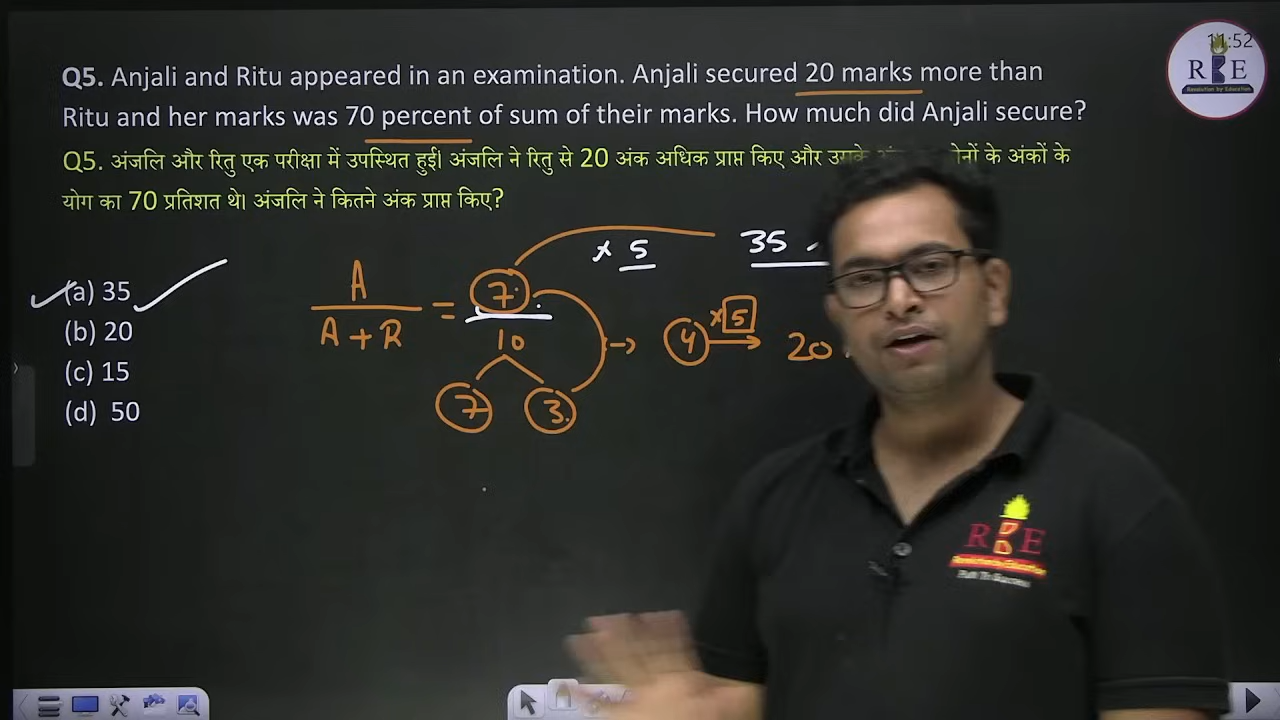 11:52
R B E
Revolution by Education
Q5. Anjali and Ritu appeared in an examination. Anjali secured 20 marks more than
Ritu and her marks was 70 percent of sum of their marks. How much did Anjali secure?
Q5. अंजलि और रितु एक परीक्षा में उपस्थित हुई। अंजलि ने रितु से 20 अंक अधिक प्राप्त किए और दोनों के अंकों के
योग का 70 प्रतिशत थे। अंजलि ने कितने अंक प्राप्त किए?
(a) 35
(b) 20
(c) 15
(d) 50
A / A + R = 7 / 10
7 3
× 5 35
4 × 5 → 20
R B E